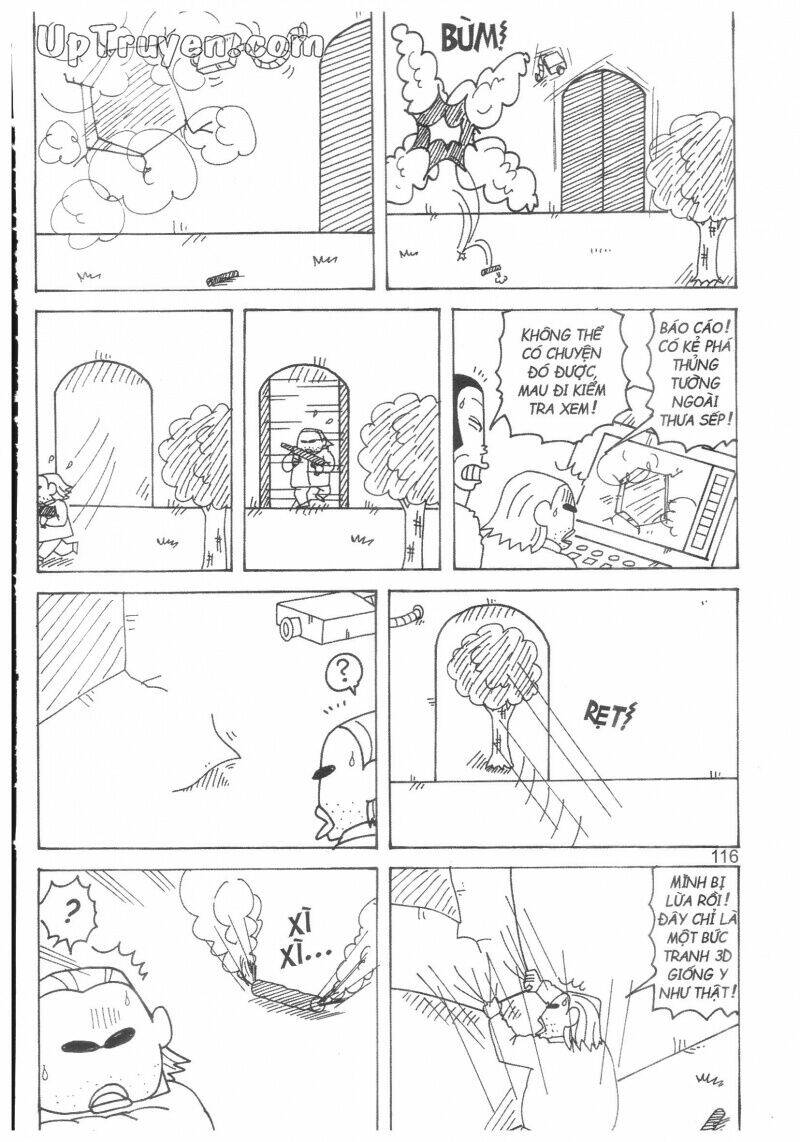 UpTruyen.com
BÙM!
KHÔNG THỂ
CÓ CHUYỆN
ĐÓ ĐƯỢC,
MAU ĐI KIỂM
TRA XEM!
BÁO CÁO!
CÓ KẺ PHÁ
THỦNG
TƯỜNG
NGOÀI
THƯA SẾP!
?
RẸT!
116
?
XÌ
XÌ...
MÌNH BỊ
LỪA RỒI!
ĐÂY CHỈ LÀ
MỘT BỨC
TRANH 3D
GIỐNG Y
NHƯ THẬT!